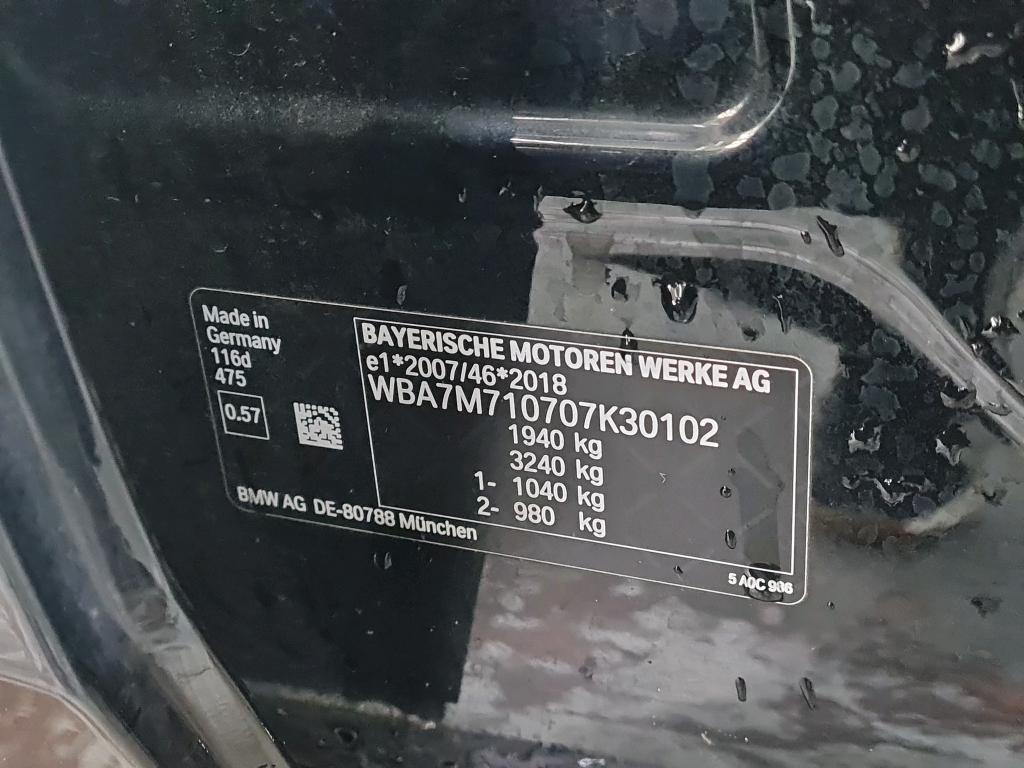 Made in
Germany
116d
475
0.57
BAYERISCHE MOTOREN WERKE AG
e1*2007/46*2018
WBA7M710707K30102
1940 kg
3240 kg
1- 1040 kg
2- 980 kg
BMW AG DE-80788 München
5 A0C 936